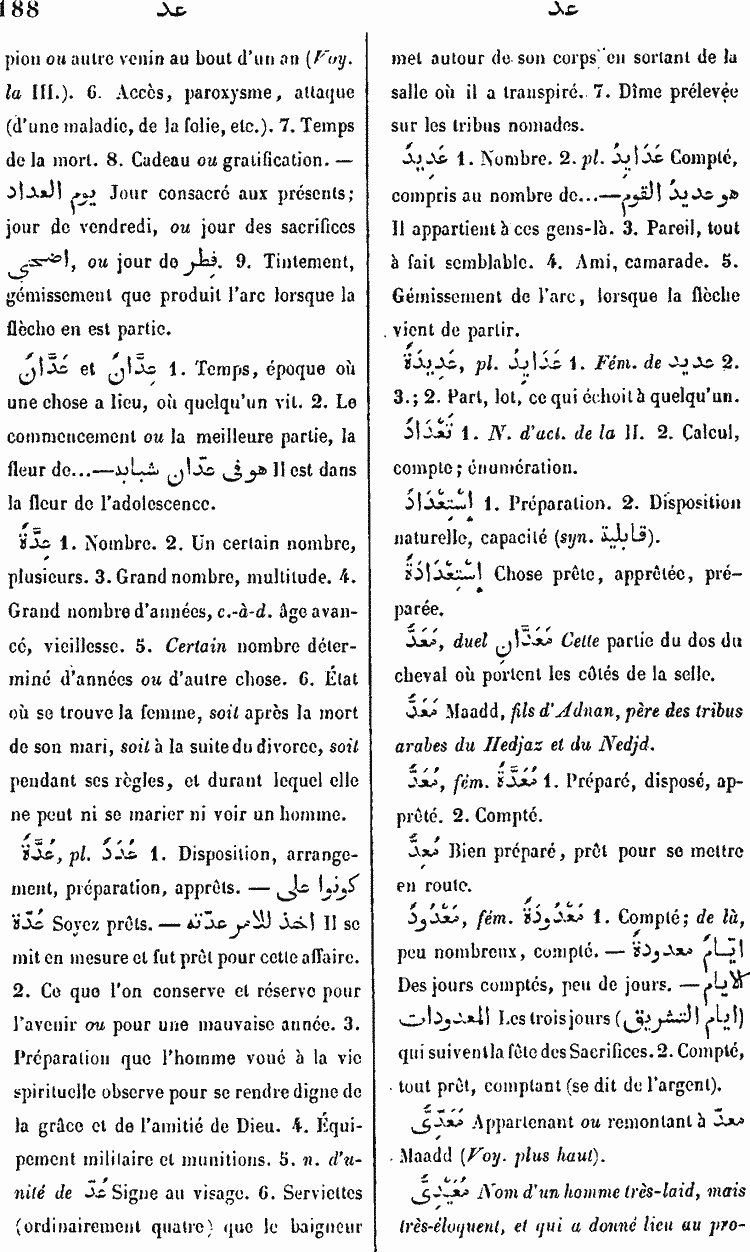 188
عد
عد
pion ou autre venin au bout d'un an (Voy.
la III.). 6. Accès, paroxysme, attaque
(d'une maladie, de la folie, etc.). 7. Temps
de la mort. 8. Cadeau ou gratification. —
يوم العداد Jour consacré aux présents;
jour de vendredi, ou jour des sacrifices
اضحى, ou jour de فطر. 9. Tintement,
gémissement que produit l'arc lorsque la
flèche en est partie.
عَدَّانٌ et عِدَّانٌ 1. Temps, époque où
une chose a lieu, où quelqu'un vit. 2. Le
commencement ou la meilleure partie, la
fleur de...—هو فى عدّان شبابه Il est dans
la fleur de l'adolescence.
عِدَّةٌ 1. Nombre. 2. Un certain nombre,
plusieurs. 3. Grand nombre, multitude. 4.
Grand nombre d'années, c.-à-d. âge avan-
cé, vieillesse. 5. Certain nombre déter-
miné d'années ou d'autre chose. 6. État
où se trouve la femme, soit après la mort
de son mari, soit à la suite du divorce, soit
pendant ses règles, et durant lequel elle
ne peut ni se marier ni voir un homme.
عُدَّةٌ, pl. عُدَدٌ 1. Disposition, arrange-
ment, préparation, apprêts. — كونوا على
عُدّة Soyez prêts. — اخذ للامر عدّته Il se
mit en mesure et fut prêt pour cette affaire.
2. Ce que l'on conserve et réserve pour
l'avenir ou pour une mauvaise année. 3.
Préparation que l'homme voué à la vie
spirituelle observe pour se rendre digne de
la grâce et de l'amitié de Dieu. 4. Équi-
pement militaire et munitions. 5. n. d'u-
nité de عُدّ Signe au visage. 6. Serviettes
(ordinairement quatre) que le baigneur
met autour de son corps en sortant de la
salle où il a transpiré. 7. Dîme prélevée
sur les tribus nomades.
عَدِيدٌ 1. Nombre. 2. pl. عَدَايِدُ Compté,
compris au nombre de...—هو عديدُ القوم
Il appartient à ces gens-là. 3. Pareil, tout
à fait semblable. 4. Ami, camarade. 5.
Gémissement de l'arc, lorsque la flèche
vient de partir.
عَدِيدَةٌ, pl. عَدَايِدُ 1. Fém. de عديد 2.
3.; 2. Part, lot, ce qui échoit à quelqu'un.
تَعْدَادٌ 1. N. d'act. de la II. 2. Calcul,
compte; énumération.
إِسْتِعْدَادٌ 1. Préparation. 2. Disposition
naturelle, capacité (syn. قابلية).
إِسْتِعْدَادَةٌ Chose prête, apprêtée, pré-
parée.
مَعَدٌّ, duel مَعَدَّانِ Cette partie du dos du
cheval où portent les côtés de la selle.
مَعَدٌّ Maadd, fils d'Adnan, père des tribus
arabes du Hedjaz et du Nedjd.
مُعَدٌّ, fém. مُعَدَّةٌ 1. Préparé, disposé, ap-
prêté. 2. Compté.
مُعِدٌّ Bien préparé, prêt pour se mettre
en route.
مَعْدُودٌ, fém. مَعْدُودَةٌ 1. Compté; de là,
peu nombreux, compté. — ايّامٌ معدودةٌ
Des jours comptés, peu de jours. — الايام
المعدودات Les trois jours (ايام التشريق)
qui suivent la fête des Sacrifices. 2. Compté,
tout prêt, comptant (se dit de l'argent).
مَعَدِّىٌّ Appartenant ou remontant à معدّ
Maadd (Voy. plus haut).
مُعَيْدِىٌّ Nom d'un homme très-laid, mais
très-éloquent, et qui a donné lieu au pro-